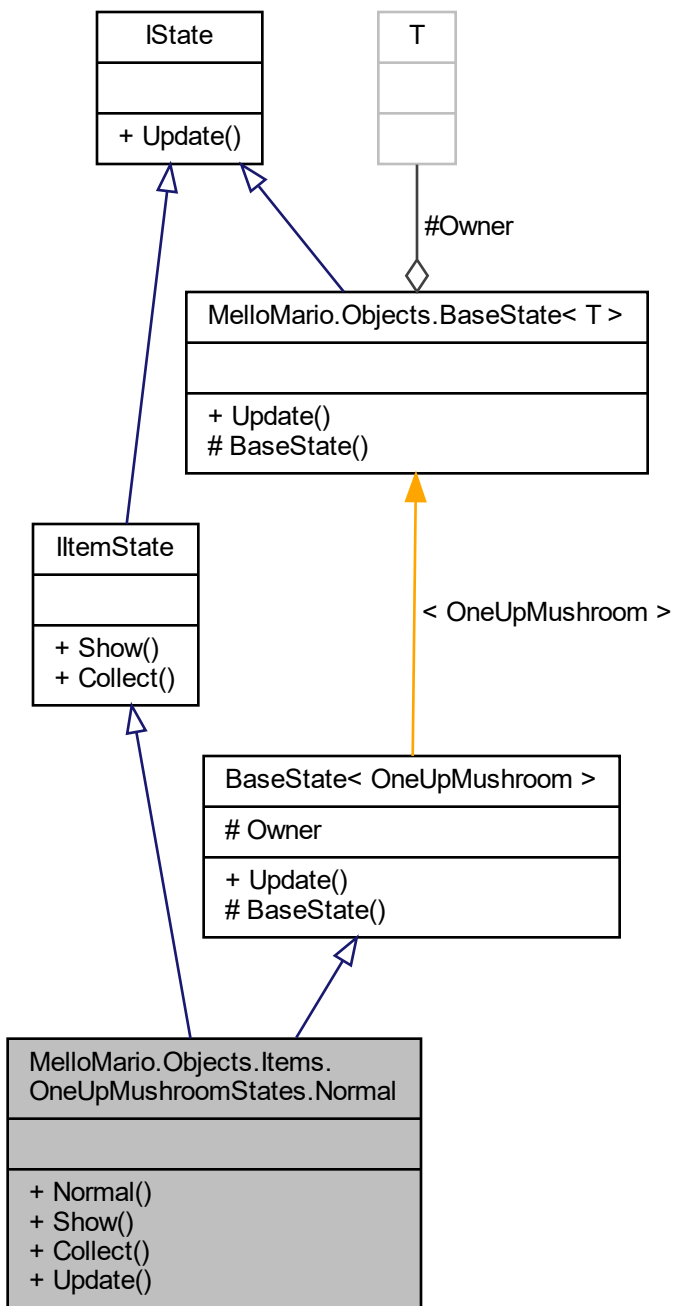 IState
+ Update()
T
#Owner
MelloMario.Objects.BaseState< T >
+ Update()
# BaseState()
IItemState
+ Show()
+ Collect()
< OneUpMushroom >
BaseState< OneUpMushroom >
# Owner
+ Update()
# BaseState()
MelloMario.Objects.Items.
OneUpMushroomStates.Normal
+ Normal()
+ Show()
+ Collect()
+ Update()